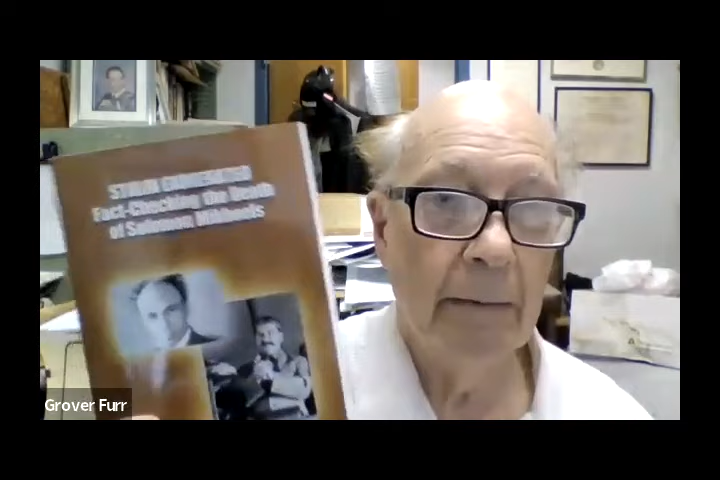 STALIN EXONERATED
Fact-Checking the Death
of Solomon Mikhoels
Grover Furr